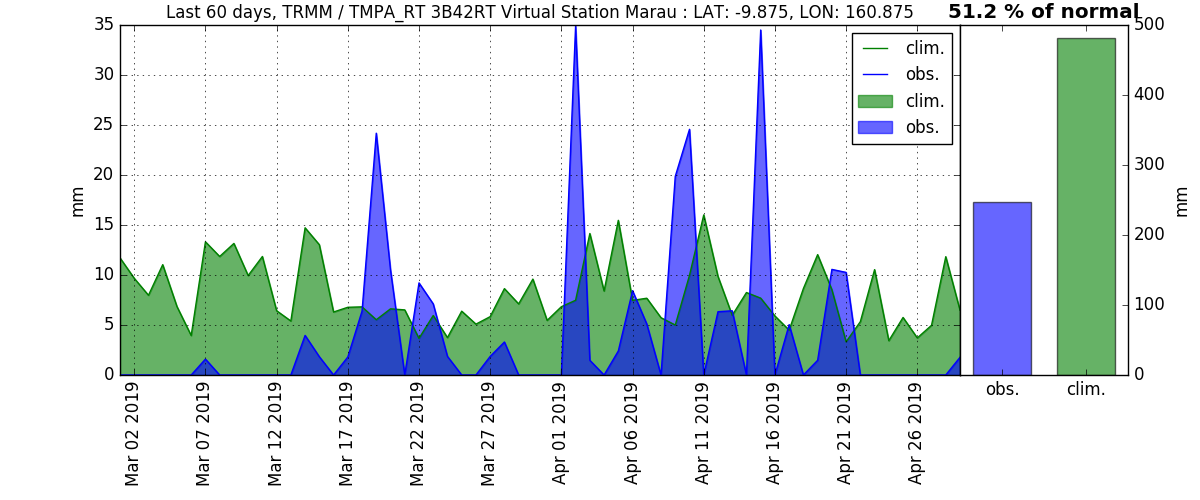 Last 60 days, TRMM / TMPA_RT 3B42RT Virtual Station Marau : LAT: -9.875, LON: 160.875
51.2 % of normal
35
30
25
20
15
10
5
0
mm
clim.
obs.
clim.
obs.
500
400
300
200
100
0
mm
Mar 02 2019
Mar 07 2019
Mar 12 2019
Mar 17 2019
Mar 22 2019
Mar 27 2019
Apr 01 2019
Apr 06 2019
Apr 11 2019
Apr 16 2019
Apr 21 2019
Apr 26 2019
obs.
clim.